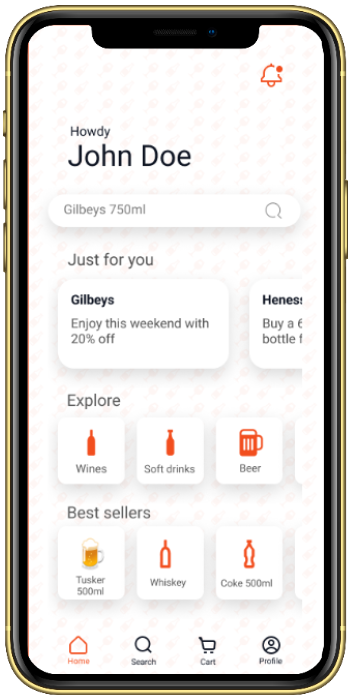 Howdy
John Doe
Gilbeys 750ml
Just for you
Gilbeys
Enjoy this weekend with
20% off
Heness
Buy a 6
bottle f
Explore
Wines
Soft drinks
Beer
Best sellers
Tusker
500ml
Whiskey
Coke 500ml
Home
Search
Cart
Profile